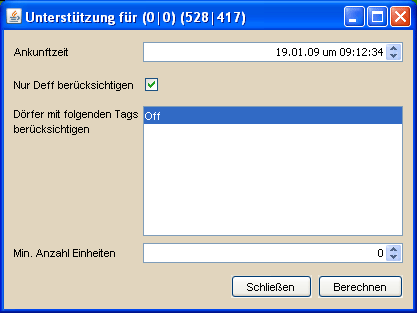 Unterstützung für (0|0) (528|417)
Ankunftzeit
19.01.09 um 09:12:34
Nur Deff berücksichtigen
Dörfer mit folgenden Tags
berücksichtigen
Off
Min. Anzahl Einheiten
0
Schließen
Berechnen